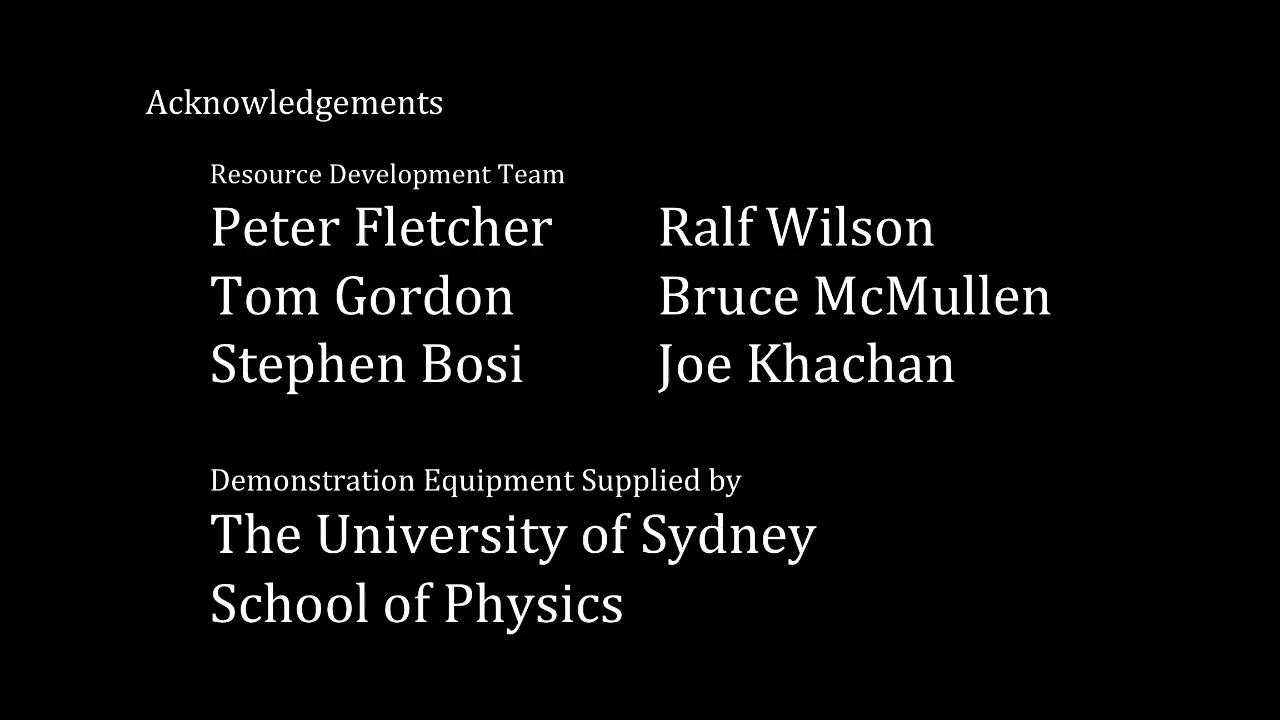 Acknowledgements
Resource Development Team
Peter Fletcher
Ralf Wilson
Tom Gordon
Bruce McMullen
Stephen Bosi
Joe Khachan
Demonstration Equipment Supplied by
The University of Sydney
School of Physics